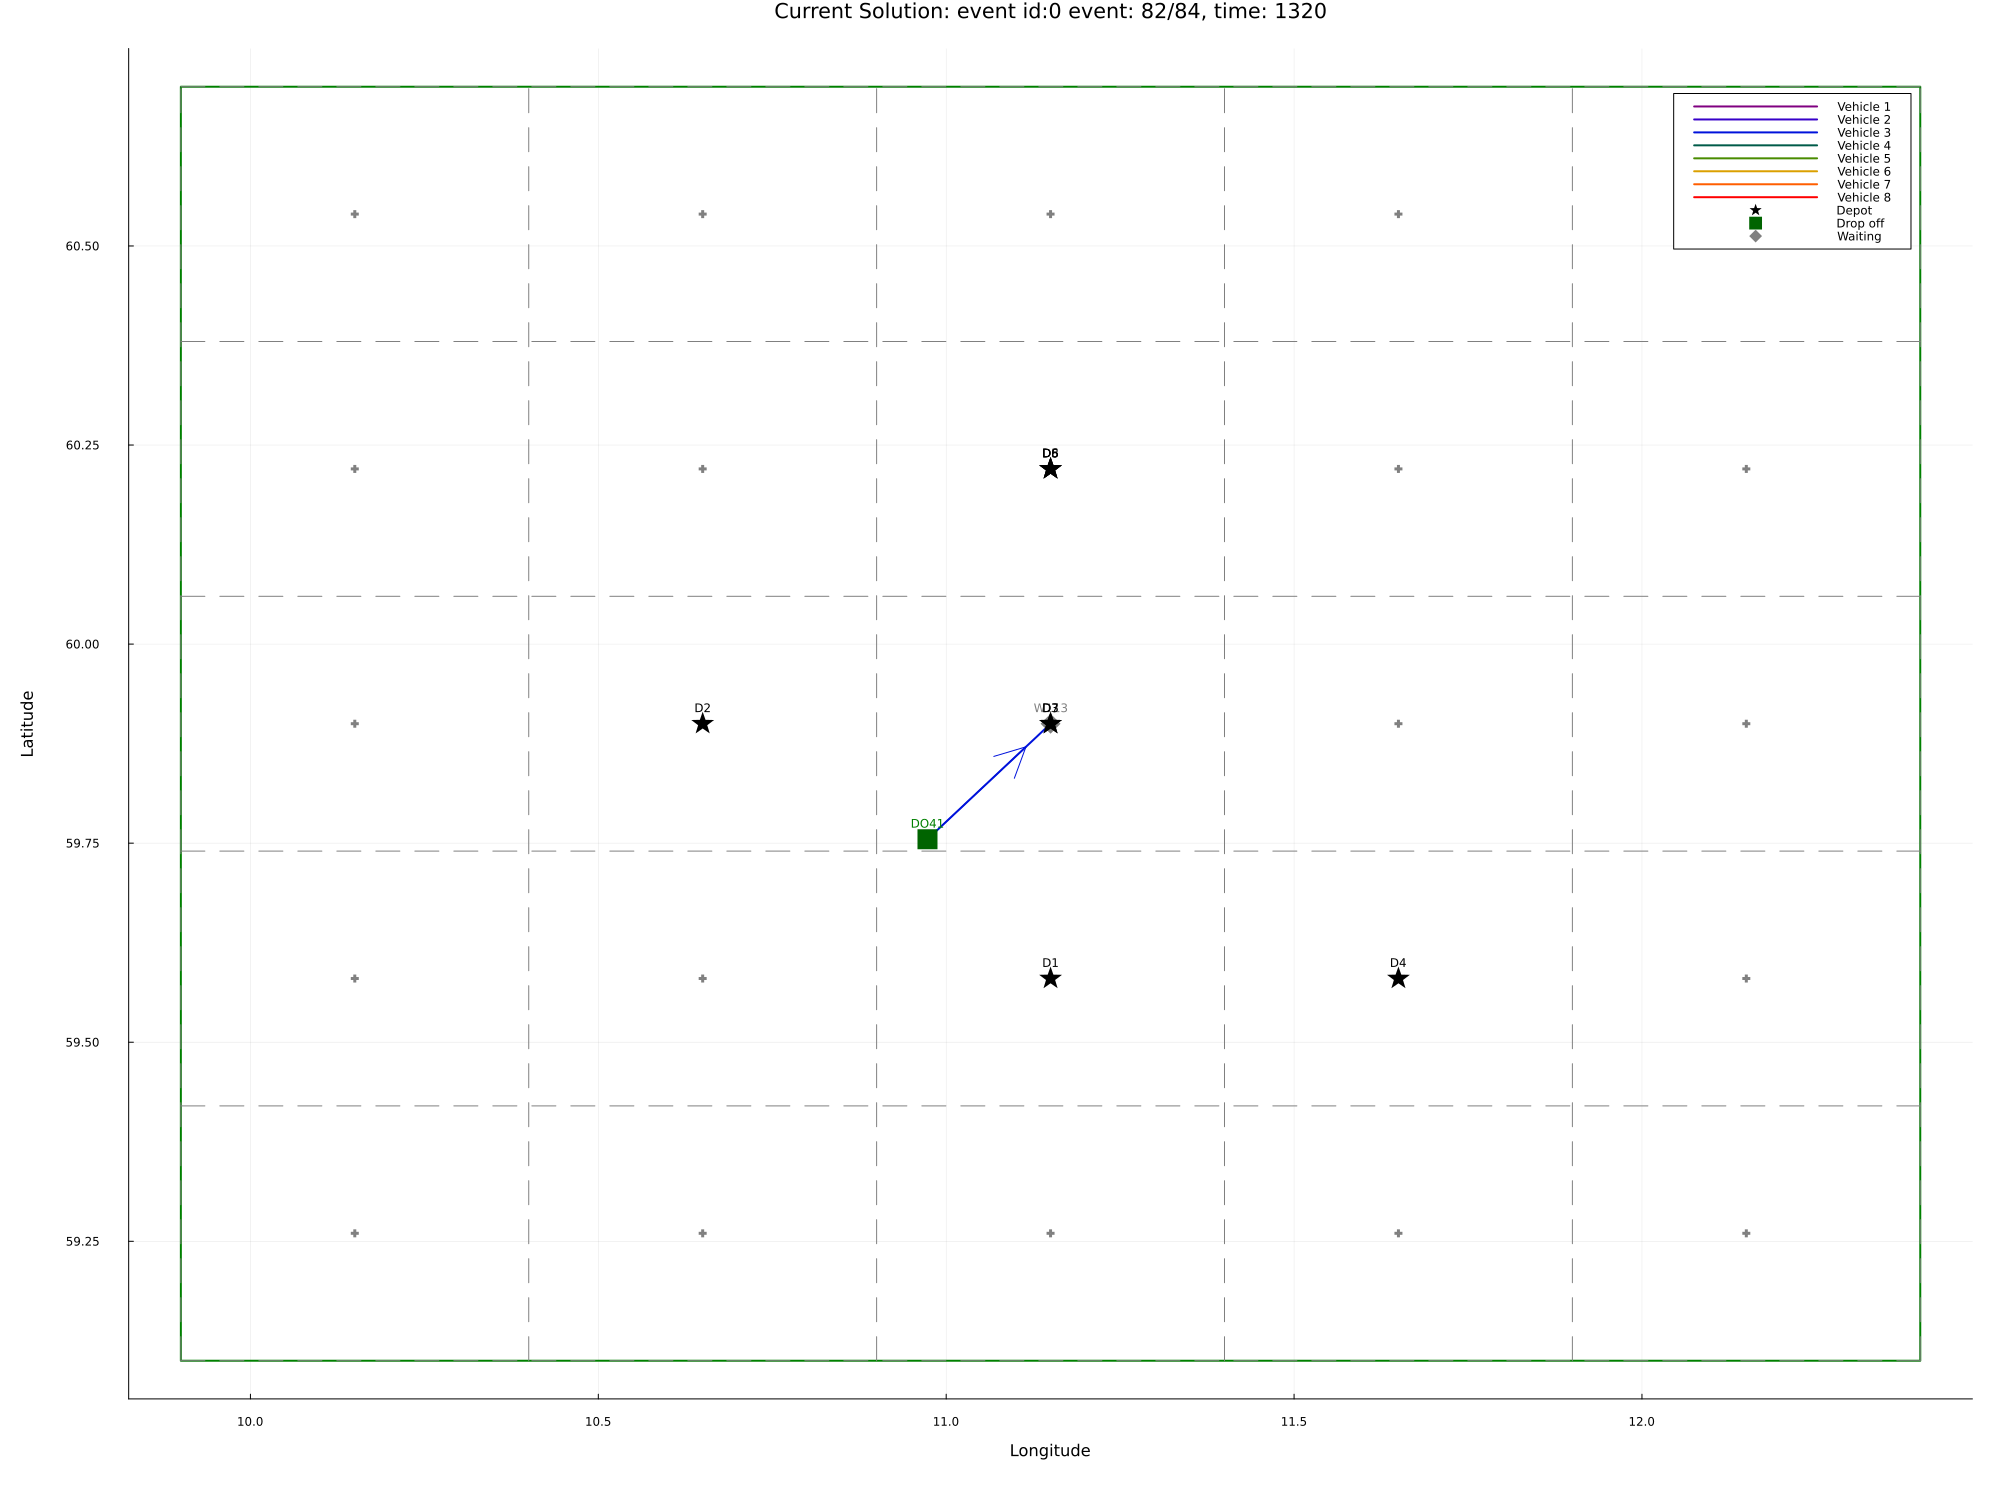 Current Solution: event id:0 event: 82/84, time: 1320
Vehicle 1
Vehicle 2
Vehicle 3
Vehicle 4
Vehicle 5
Vehicle 6
Vehicle 7
Vehicle 8
Depot
Drop off
Waiting
60.50
60.25
60.00
59.75
59.50
59.25
Latitude
D2
DO41
D1
D4
10.0
10.5
11.0
11.5
12.0
Longitude